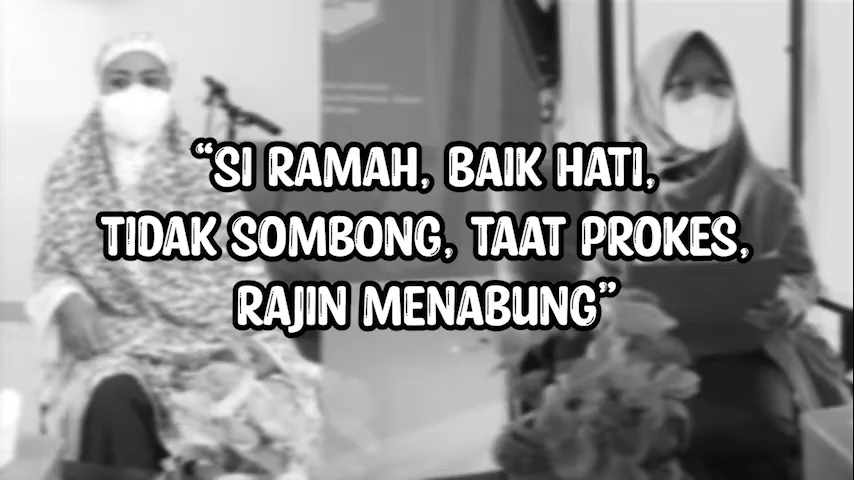 “SI RAMAH, BAIK HATI,
TIDAK SOMBONG, TAAT PROKES,
RAJIN MENABUNG”